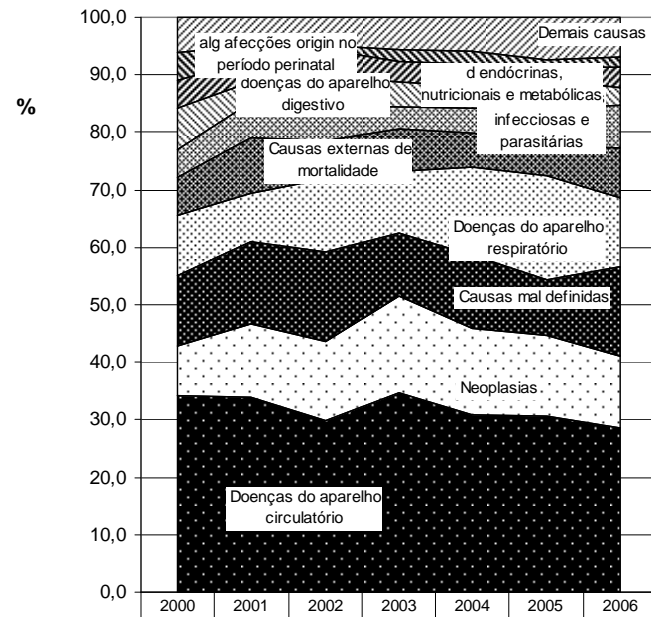 100,0
90,0
%
80,0
70,0
60,0
50,0
40,0
30,0
20,0
10,0
0,0
Demais causas
alg afecções origin no
período perinatal
d endócrinas,
nutricionais e metabólicas
doenças do aparelho
digestivo
infecciosas e
parasitárias
Causas externas de
mortalidade
Doenças do aparelho
respiratório
Causas mal definidas
Neoplasias
Doenças do aparelho
circulatório
2000 2001 2002 2003 2004 2005 2006